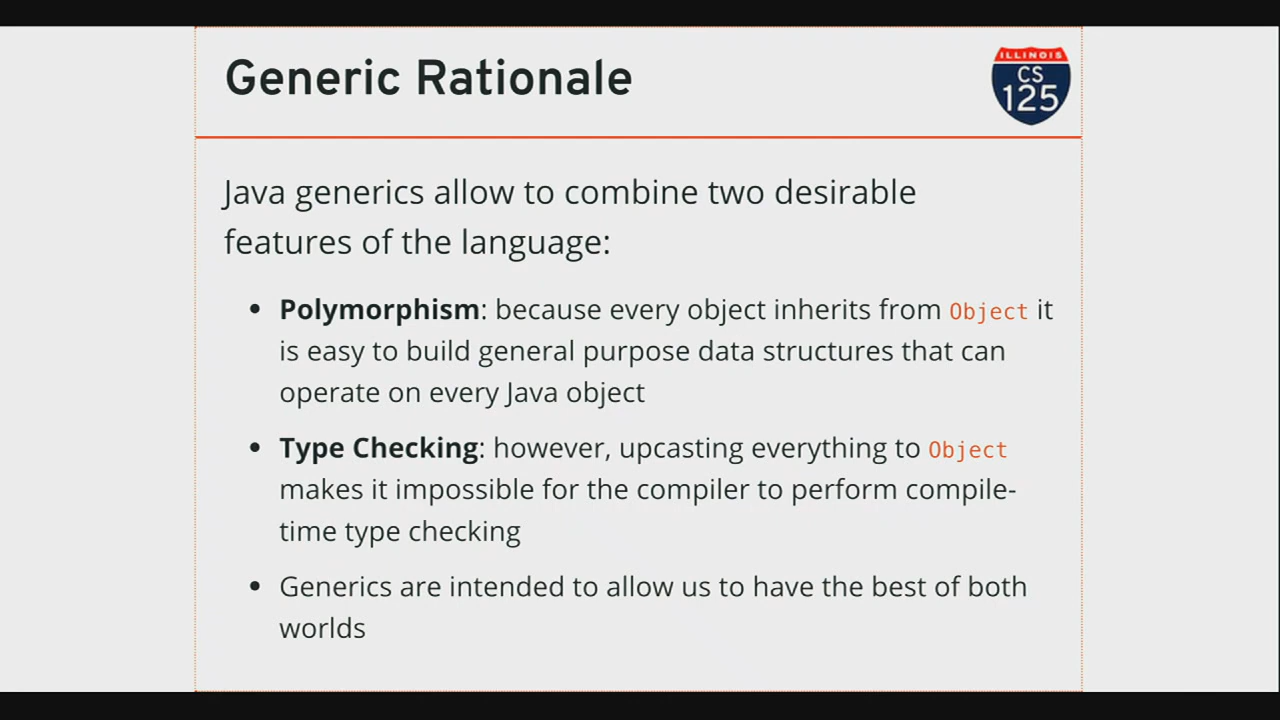 Generic Rationale
ILLINOIS
CS
125
Java generics allow to combine two desirable
features of the language:
• Polymorphism: because every object inherits from Object it
is easy to build general purpose data structures that can
operate on every Java object
• Type Checking: however, upcasting everything to Object
makes it impossible for the compiler to perform compile-
time type checking
• Generics are intended to allow us to have the best of both
worlds